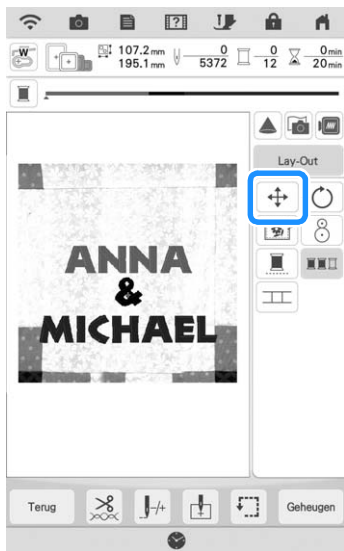 W
107.2 mm
195.1 mm
0
5372
0
12
0 min
20 min
Lay-Out
ANNA
&
MICHAEL
Terug
-/+
Geheugen